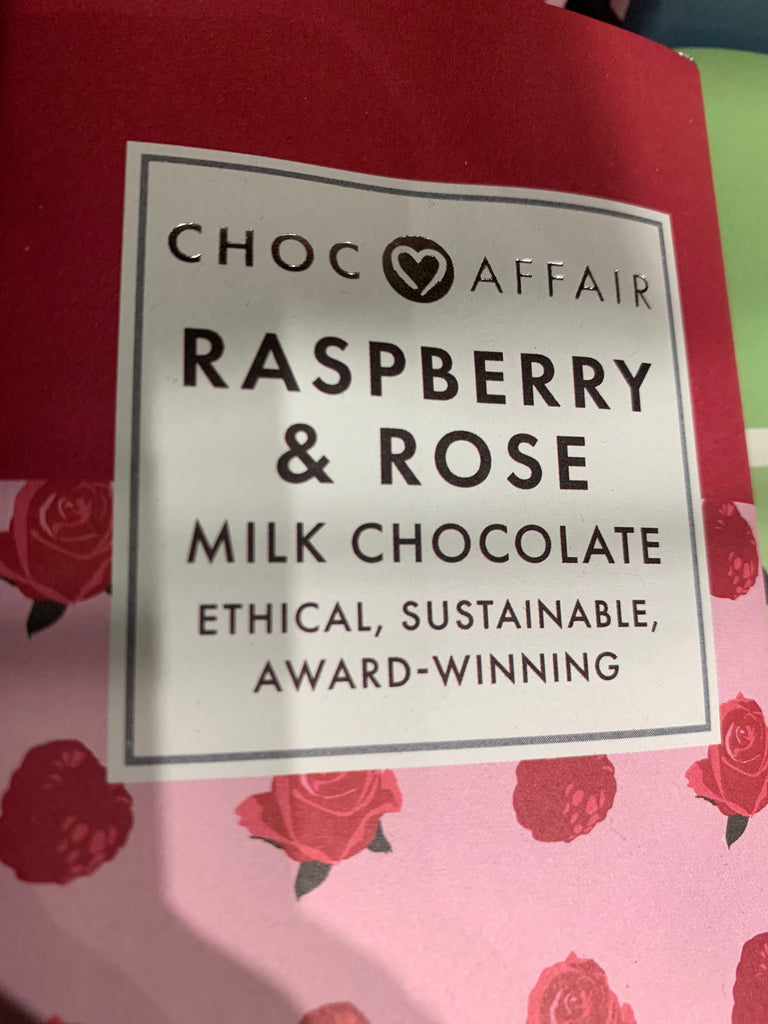 CHOC AFFAIR
RASPBERRY
& ROSE
MILK CHOCOLATE
ETHICAL, SUSTAINABLE,
AWARD-WINNING